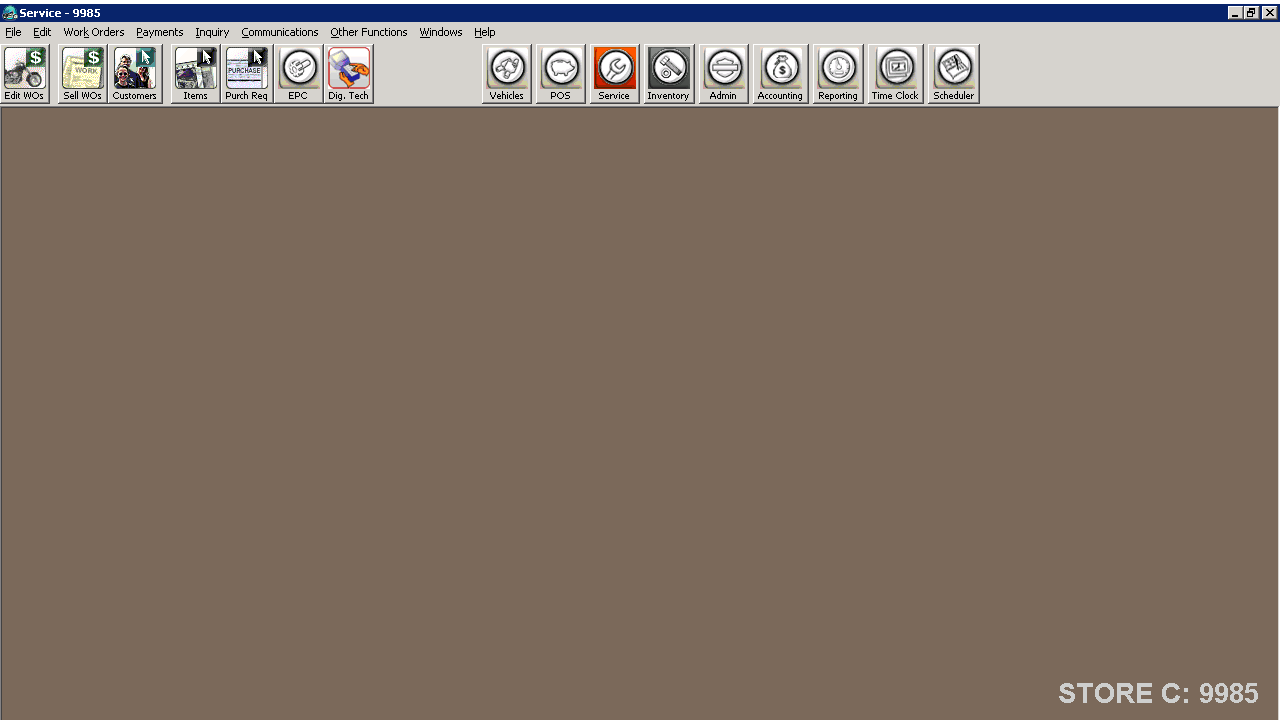 Service - 9985
File Edit Work Orders Payments Inquiry Communications Other Functions Windows Help
$ $ WORK PURCHASE $
Edit WOs Sell WOs Customers Items Purch Req EPC Dig. Tech Vehicles POS Service Inventory Admin Accounting Reporting Time Clock Scheduler
STORE C: 9985